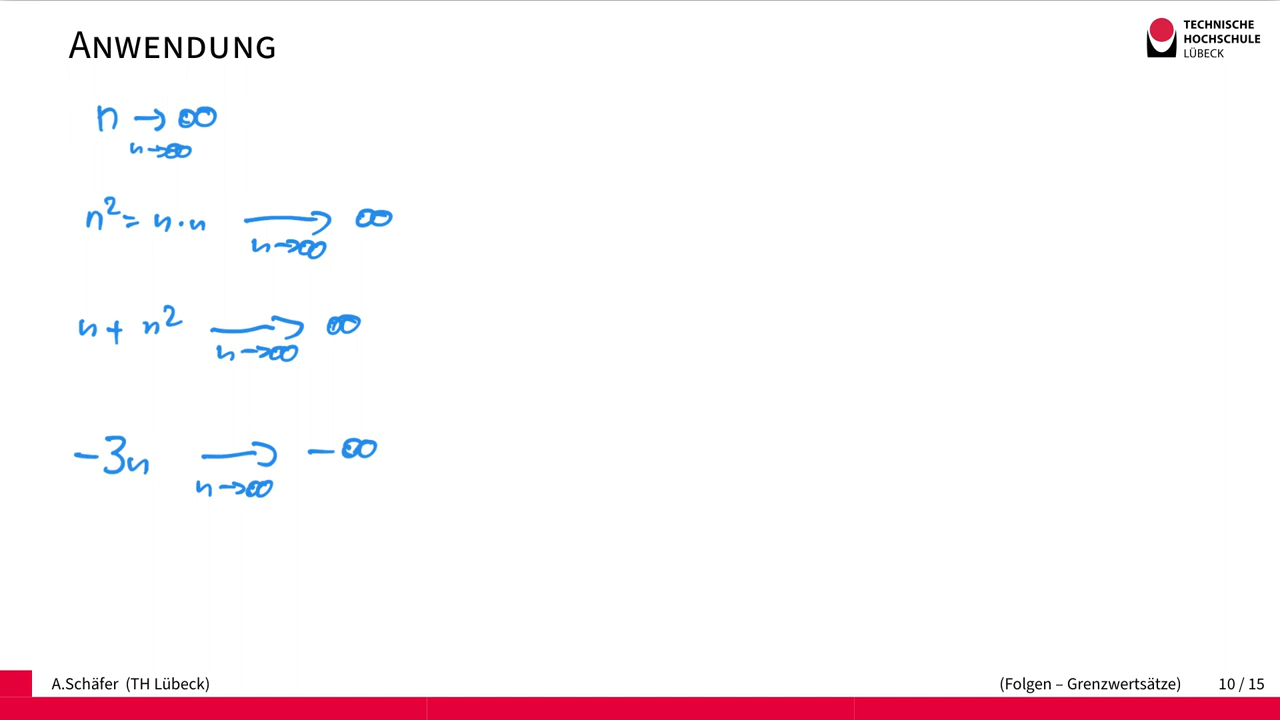 ANWENDUNG
TECHNISCHE
HOCHSCHULE
LÜBECK
n → ∞
n→∞
n² = n·n → ∞
n→∞
n + n² → ∞
n→∞
-3n → -∞
n→∞
A.Schäfer (TH Lübeck) (Folgen – Grenzwertsätze) 10 / 15